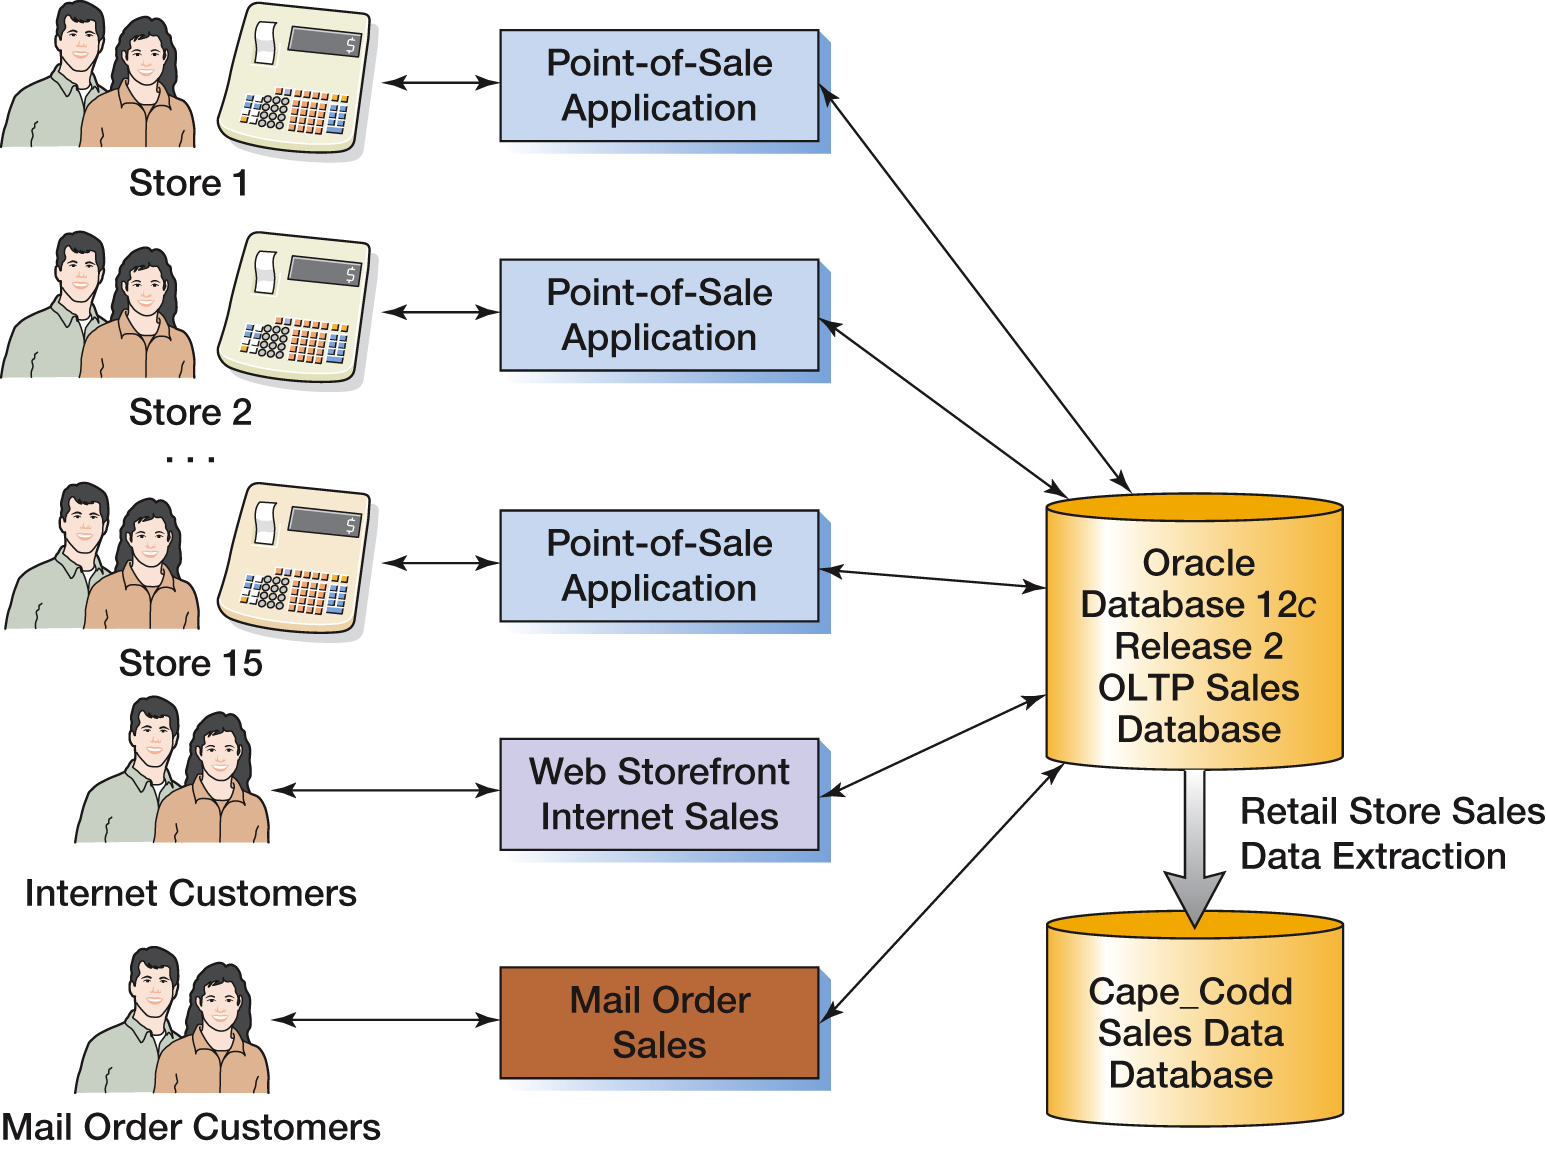 Point-of-Sale
Application
$
Store 1
Point-of-Sale
Application
$
Store 2
. . .
Point-of-Sale
Application
$
Store 15
Oracle
Database 12c
Release 2
OLTP Sales
Database
Web Storefront
Internet Sales
Internet Customers
Retail Store Sales
Data Extraction
Mail Order
Sales
Mail Order Customers
Cape_Codd
Sales Data
Database